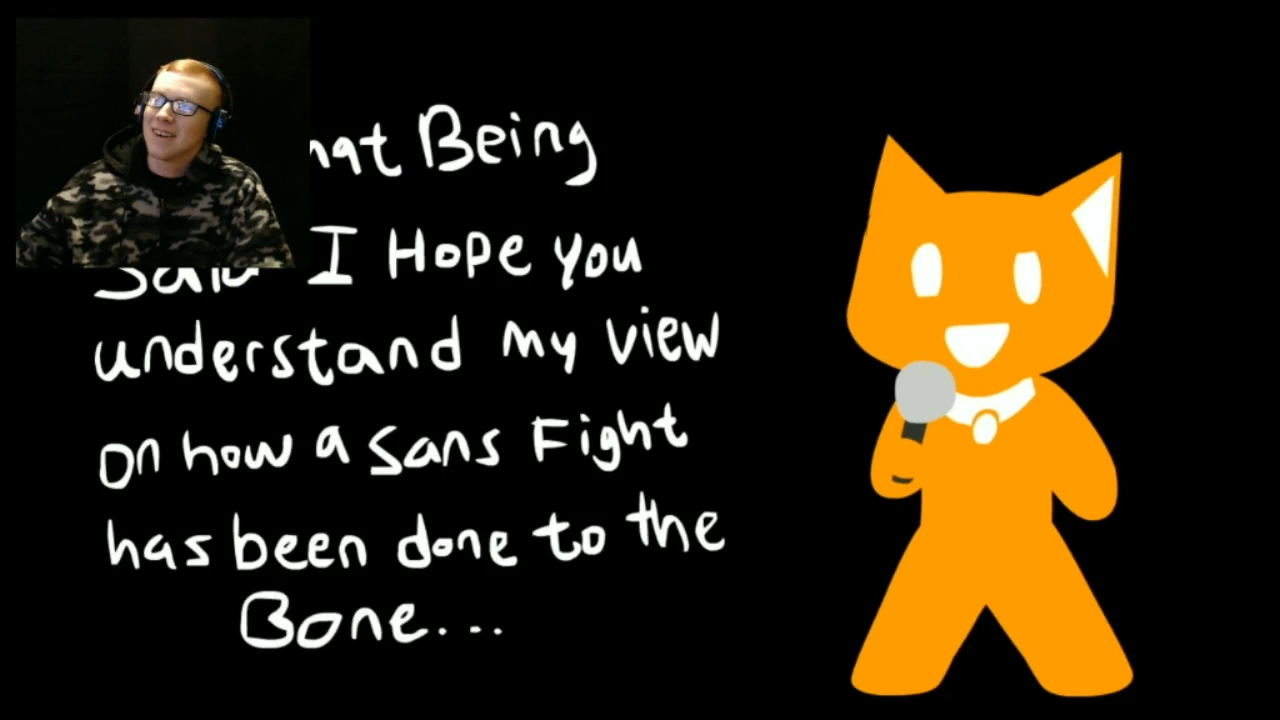 Being
I Hope you
understand my view
on how a Sans Fight
has been done to the
Bone...